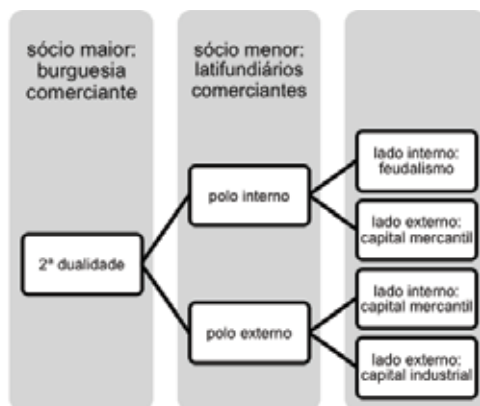 sócio maior:
burguesia
comerciante
sócio menor:
latifundiários
comerciantes
2ª dualidade
polo interno
polo externo
lado interno:
feudalismo
lado externo:
capital mercantil
lado interno:
capital mercantil
lado externo:
capital industrial